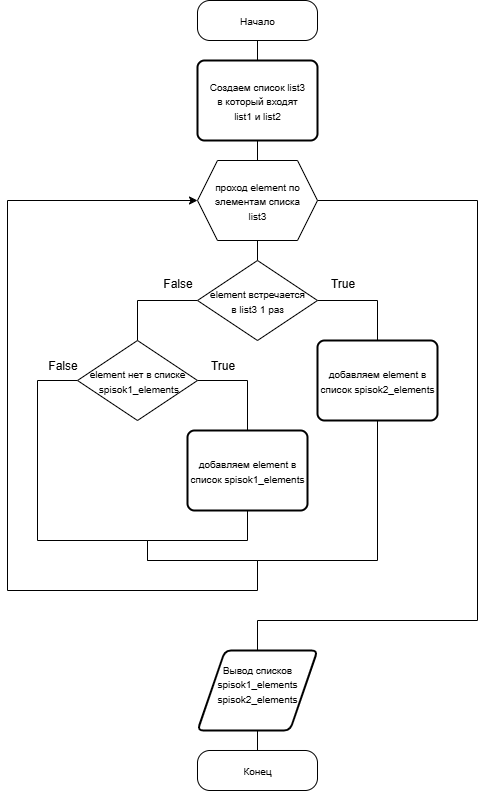 Начало
Создаем список list3
в который входят
list1 и list2
проход element по
элементам списка
list3
False
True
element встречается
в list3 1 раз
False
True
element нет в списке
spisok1_elements
добавляем element в
список spisok2_elements
добавляем element в
список spisok1_elements
Вывод списков
spisok1_elements
spisok2_elements
Конец